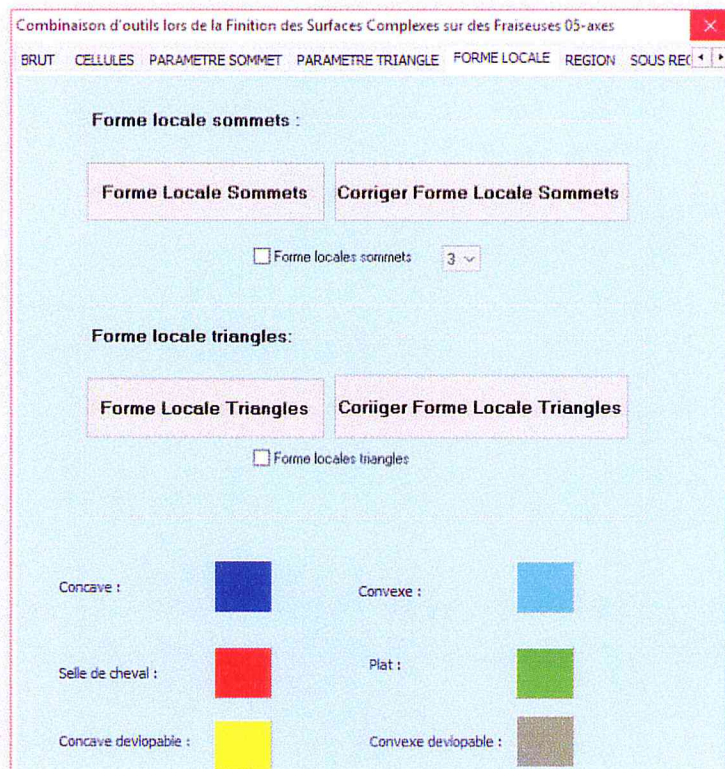 Combinaison d'outils lors de la Finition des Surfaces Complexes sur des Fraiseuses 05-axes
BRUT CELLULES PARAMETRE SOMMET PARAMETRE TRIANGLE FORME LOCALE REGION SOUS REG
Forme locale sommets :
Forme Locale Sommets Corriger Forme Locale Sommets
Forme locales sommets 3
Forme locale triangles:
Forme Locale Triangles Coriiger Forme Locale Triangles
Forme locales triangles
Concave : Convexe :
Selle de cheval : Plat :
Concave devlopable : Convexe devlopable :